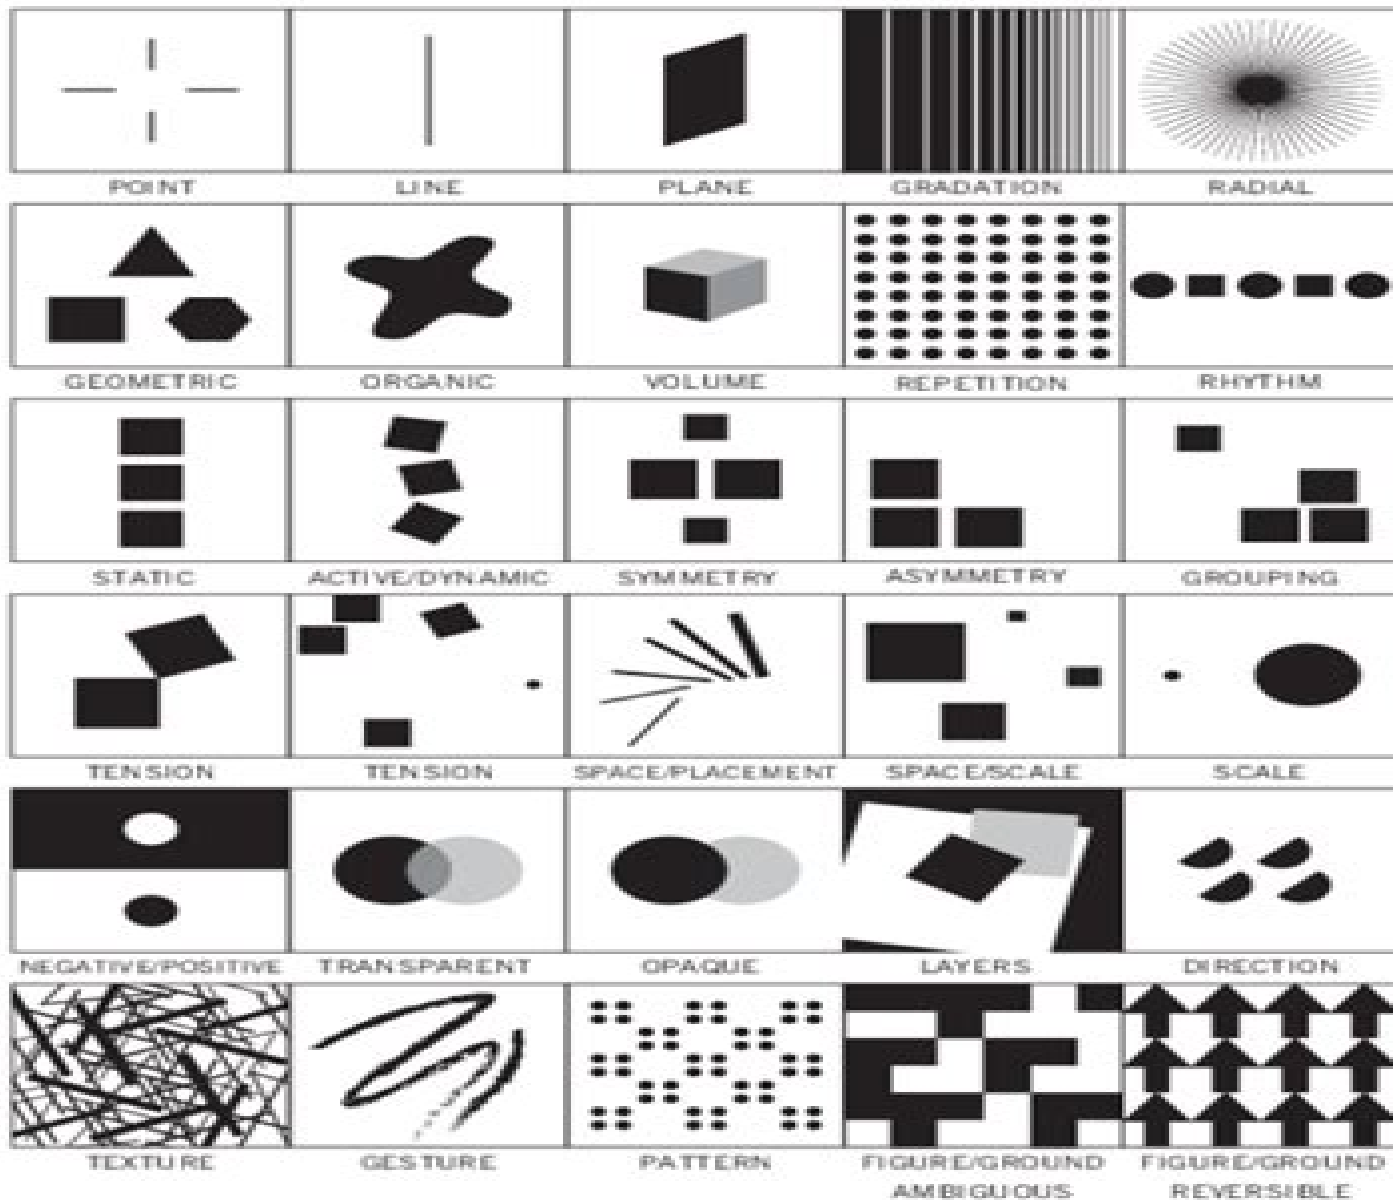 POINT LINE PLANE GRADATION RADIAL
GEOMETRIC ORGANIC VOLUME REPETITION RHYTHM
STATIC ACTIVE/DYNAMIC SYMMETRY ASYMMETRY GROUPING
TENSION TENSION SPACE/PLACEMENT SPACE/SCALE SCALE
NEGATIVE/POSITIVE TRANSPARENT OPAQUE LAYERS DIRECTION
TEXTURE GESTURE PATTERN FIGURE/GROUND FIGURE/GROUND
AMBIGUOUS REVERSIBLE